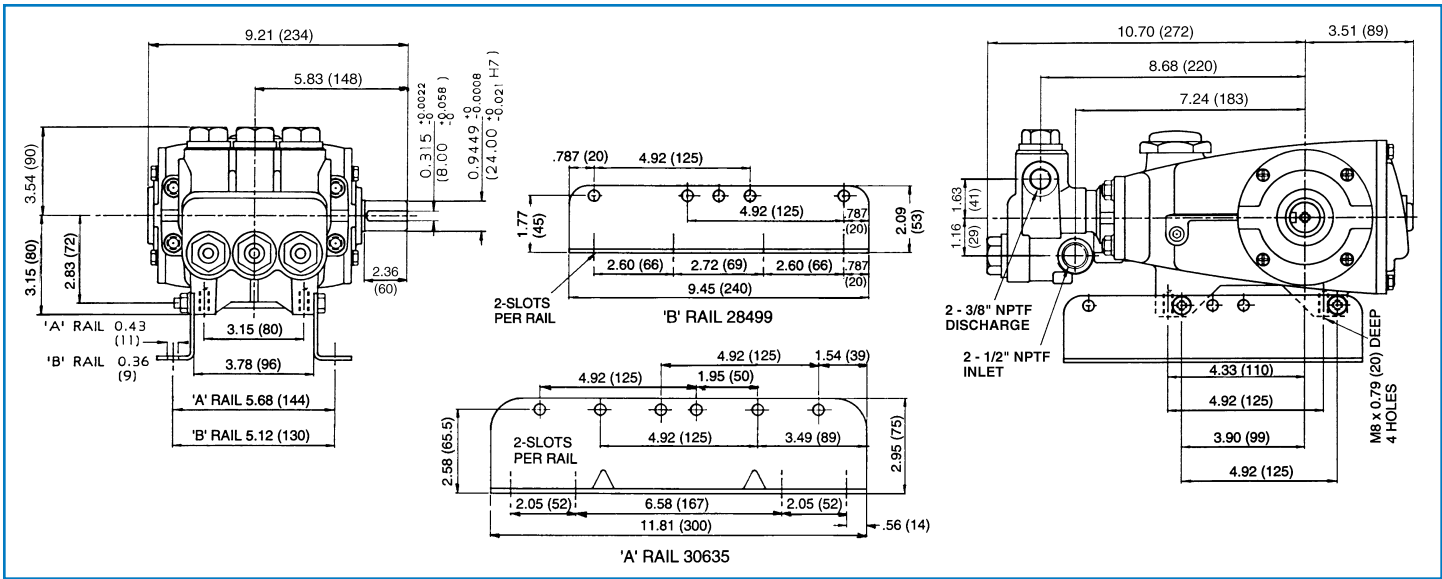 9.21 (234)
5.83 (148)
0.315 +0.0022 -0
(8.00 +0.058 -0)
0.9449 +0 -0.0008
(24.00 +0 -0.021 H7)
3.54 (90)
3.15 (80)
2.83 (72)
2.36
(60)
'A' RAIL 0.43
(11)
'B' RAIL 0.36
(9)
3.15 (80)
3.78 (96)
'A' RAIL 5.68 (144)
'B' RAIL 5.12 (130)
.787 (20)
4.92 (125)
4.92 (125)
.787
(20)
1.77
(45)
2.09
(53)
2.60 (66)
2.72 (69)
2.60 (66)
.787
(20)
9.45 (240)
2-SLOTS
PER RAIL
'B' RAIL 28499
4.92 (125)
1.54 (39)
4.92 (125)
1.95 (50)
2-SLOTS
PER RAIL
4.92 (125)
3.49 (89)
2.58 (65.5)
2.95 (75)
2.05 (52)
6.58 (167)
2.05 (52)
11.81 (300)
.56 (14)
'A' RAIL 30635
10.70 (272)
3.51 (89)
8.68 (220)
7.24 (183)
1.63
(41)
1.16
(29)
2 - 3/8" NPTF
DISCHARGE
2 - 1/2" NPTF
INLET
4.33 (110)
4.92 (125)
3.90 (99)
4.92 (125)
M8 x 0.79 (20) DEEP
4 HOLES